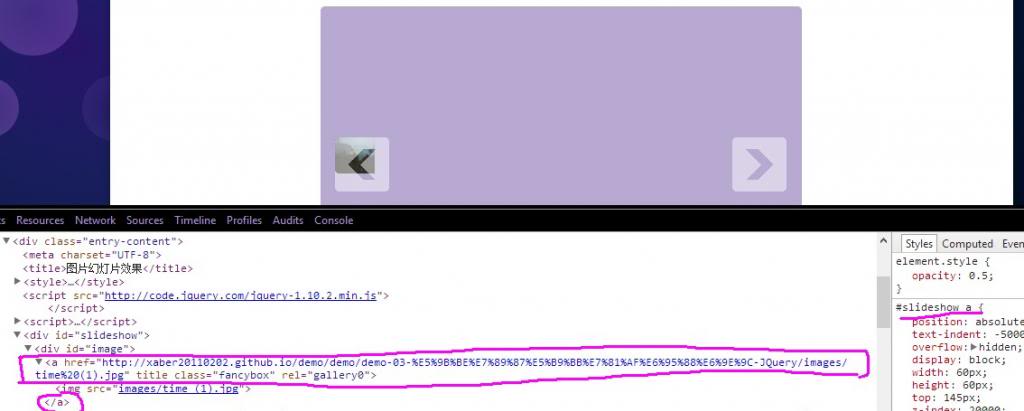 Resources Network Sources Timeline Profiles Audits Console
<div class="entry-content">
<meta charset="UTF-8">
<title>图片幻灯片效果</title>
<style>…</style>
<script src="http://code.jquery.com/jquery-1.10.2.min.js">
</script>
<script>…</script>
<div id="slideshow">
<div id="image">
<a href="http://xaber20110202.github.io/demo/demo/demo-03-%E5%9B%BE%E7%89%87%E5%B9%BB%E7%81%AF%E6%95%88%E6%9E%9C-JQuery/images/
time%20(1).jpg" title class="fancybox" rel="gallery0">
<img src="images/time (1).jpg">
</a>
Styles Computed Even
element.style {
opacity: 0.5;
}
#slideshow a {
position: absolute
text-indent: -5000
overflow: hidden;
display: block;
width: 60px;
height: 60px;
top: 145px;
z-index: 20000;